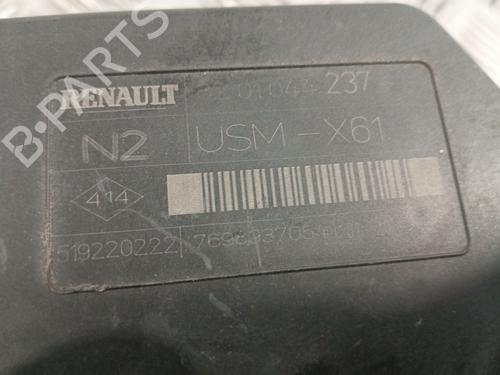 RENAULT
237
N2
USM-X61
414
519220222
B-PARTS